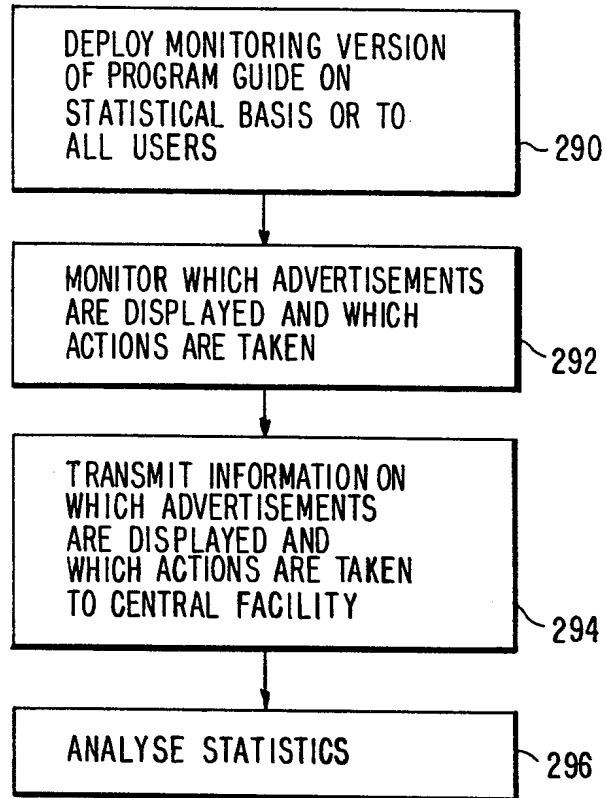 DEPLOY MONITORING VERSION
OF PROGRAM GUIDE ON
STATISTICAL BASIS OR TO
ALL USERS
290
MONITOR WHICH ADVERTISEMENTS
ARE DISPLAYED AND WHICH
ACTIONS ARE TAKEN
292
TRANSMIT INFORMATION ON
WHICH ADVERTISEMENTS
ARE DISPLAYED AND
WHICH ACTIONS ARE TAKEN
TO CENTRAL FACILITY
294
ANALYSE STATISTICS
296